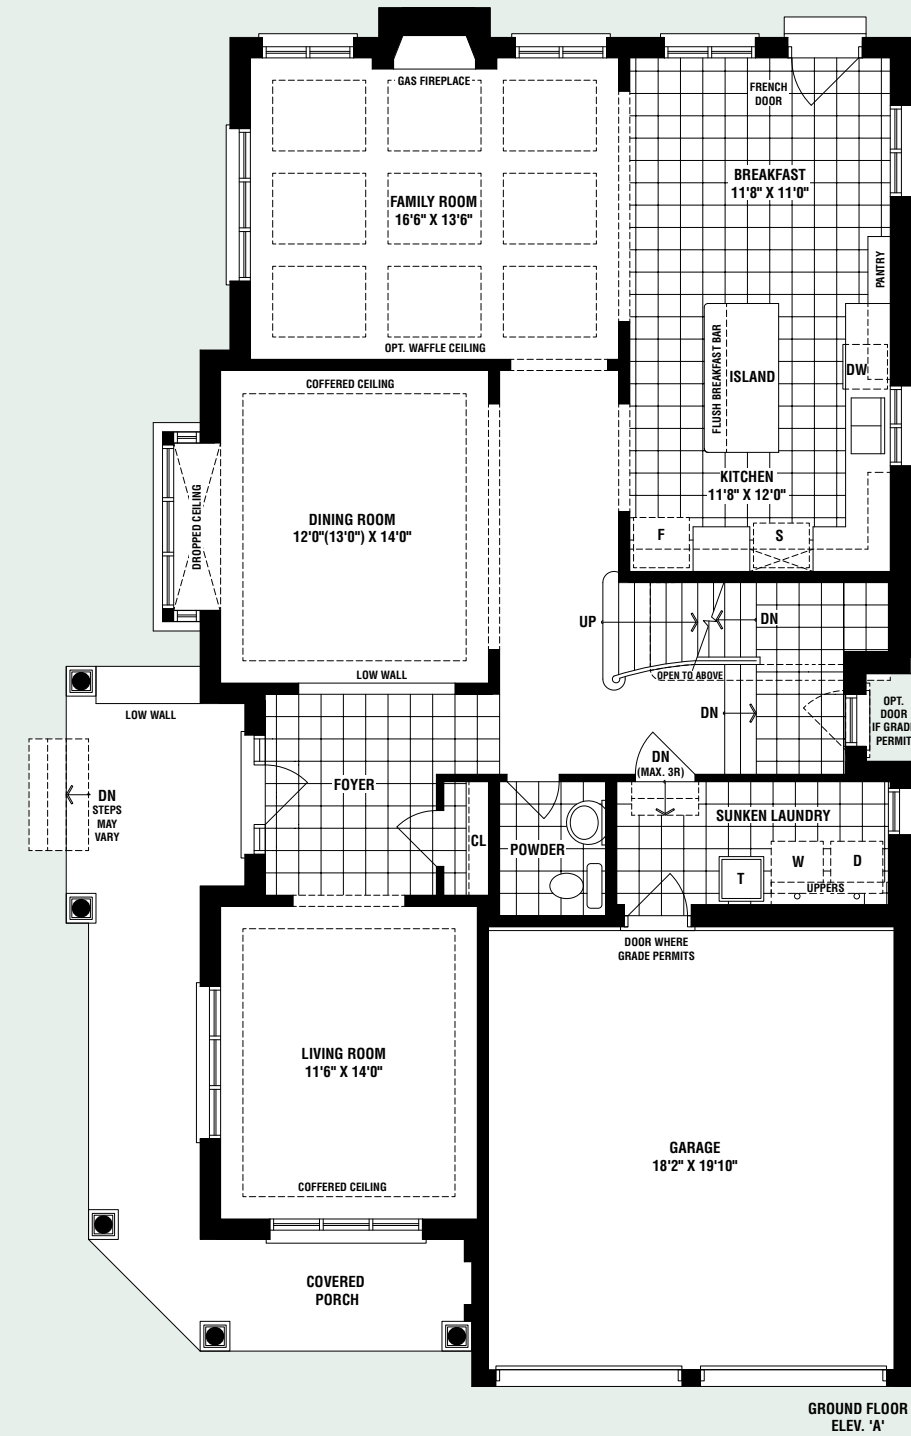 GAS FIREPLACE
FRENCH
DOOR
BREAKFAST
11'8" X 11'0"
FAMILY ROOM
16'6" X 13'6"
PANTRY
OPT. WAFFLE CEILING
FLUSH BREAKFAST BAR
ISLAND
DW
COFFERED CEILING
KITCHEN
11'8" X 12'0"
DROPPED CEILING
DINING ROOM
12'0"(13'0") X 14'0"
F
S
UP
DN
LOW WALL
OPEN TO ABOVE
LOW WALL
DN
OPT.
DOOR
IF GRADE
PERMIT
DN
(MAX. 3R)
FOYER
DN
STEPS
MAY
VARY
SUNKEN LAUNDRY
CL
POWDER
W
D
T
UPPERS
DOOR WHERE
GRADE PERMITS
LIVING ROOM
11'6" X 14'0"
GARAGE
18'2" X 19'10"
COFFERED CEILING
COVERED
PORCH
GROUND FLOOR
ELEV. 'A'